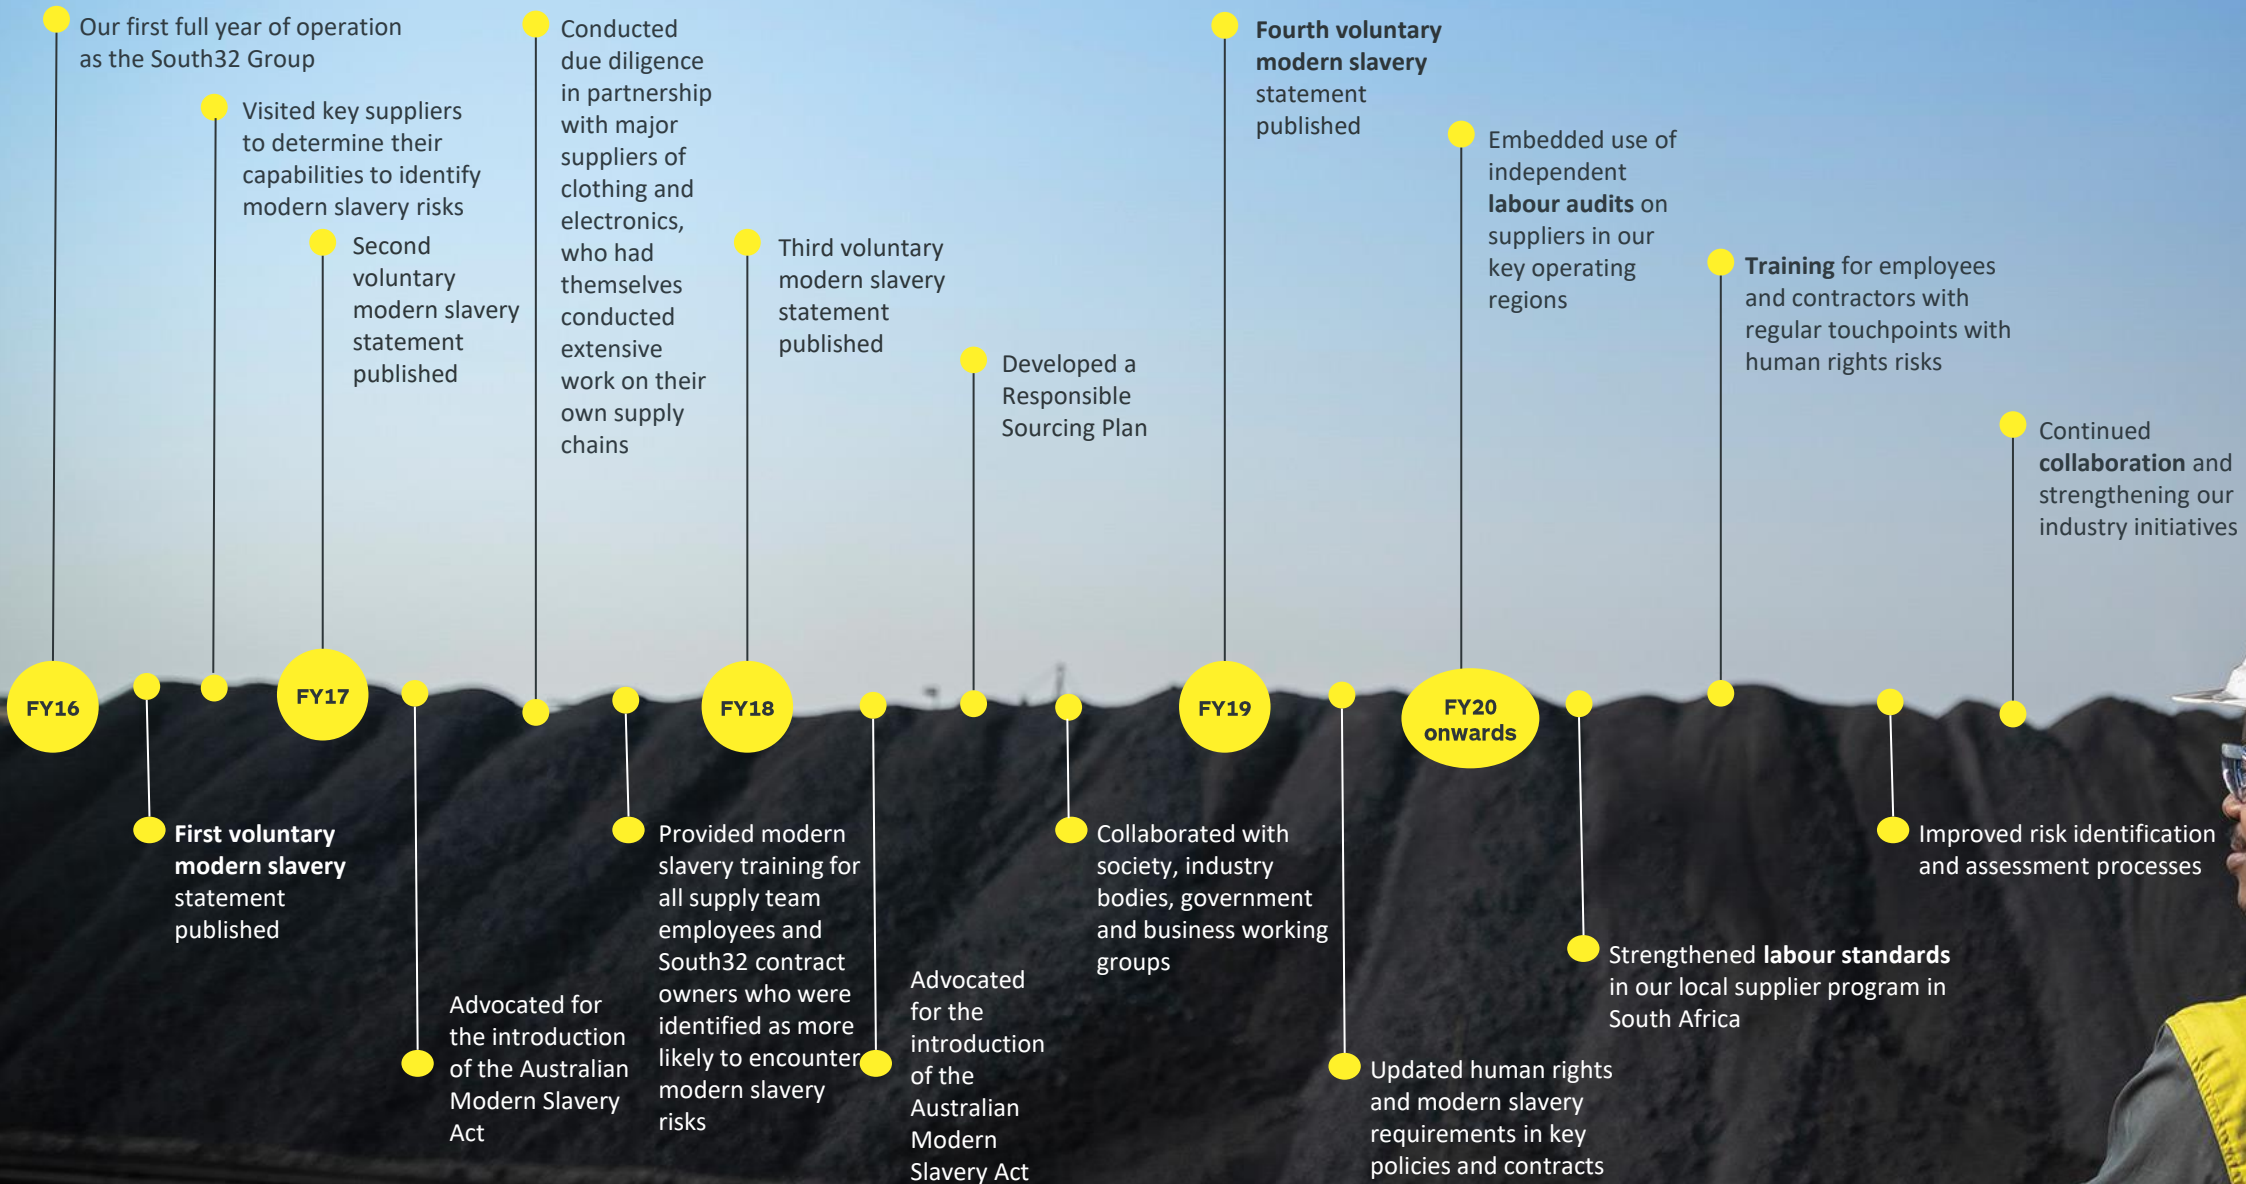 Our first full year of operation
as the South32 Group
Visited key suppliers
to determine their
capabilities to identify
modern slavery risks
Second
voluntary
modern slavery
statement
published
Conducted
due diligence
in partnership
with major
suppliers of
clothing and
electronics,
who had
themselves
conducted
extensive
work on their
own supply
chains
Third voluntary
modern slavery
statement
published
Developed a
Responsible
Sourcing Plan
Fourth voluntary
modern slavery
statement
published
Embedded use of
independent
labour audits on
suppliers in our
key operating
regions
Training for employees
and contractors with
regular touchpoints with
human rights risks
Continued
collaboration and
strengthening our
industry initiatives
FY16
FY17
FY18
FY19
FY20
onwards
First voluntary
modern slavery
statement
published
Advocated for
the introduction
of the Australian
Modern Slavery
Act
Provided modern
slavery training for
all supply team
employees and
South32 contract
owners who were
identified as more
likely to encounter
modern slavery
risks
Advocated
for the
introduction
of the
Australian
Modern
Slavery Act
Collaborated with
society, industry
bodies, government
and business working
groups
Updated human rights
and modern slavery
requirements in key
policies and contracts
Strengthened labour standards
in our local supplier program in
South Africa
Improved risk identification
and assessment processes